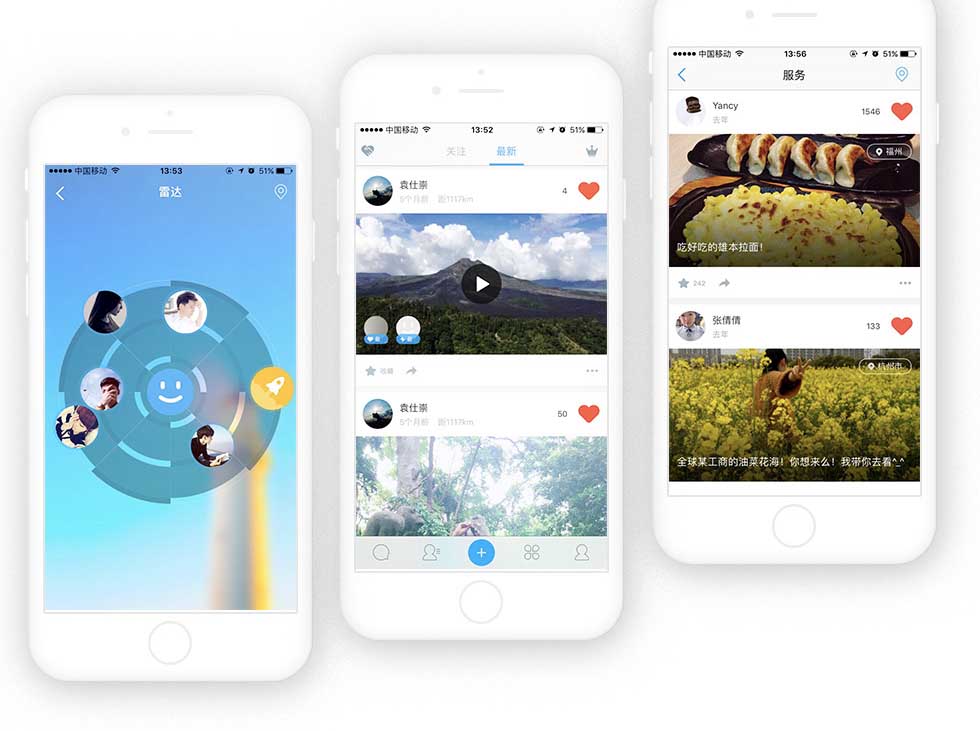 中国移动
13:53
51%
雷达
中国移动
13:52
51%
关注
最新
袁仕崇
4
5个月前 距1117km
收藏
袁仕崇
50
5个月前 距1117km
中国移动
13:56
51%
服务
Yancy
1546
去年
福州
吃好吃的雄本拉面!
242
张倩倩
133
去年
杭州市
全球某工商的油菜花海!你想来么!我带你去看^_^